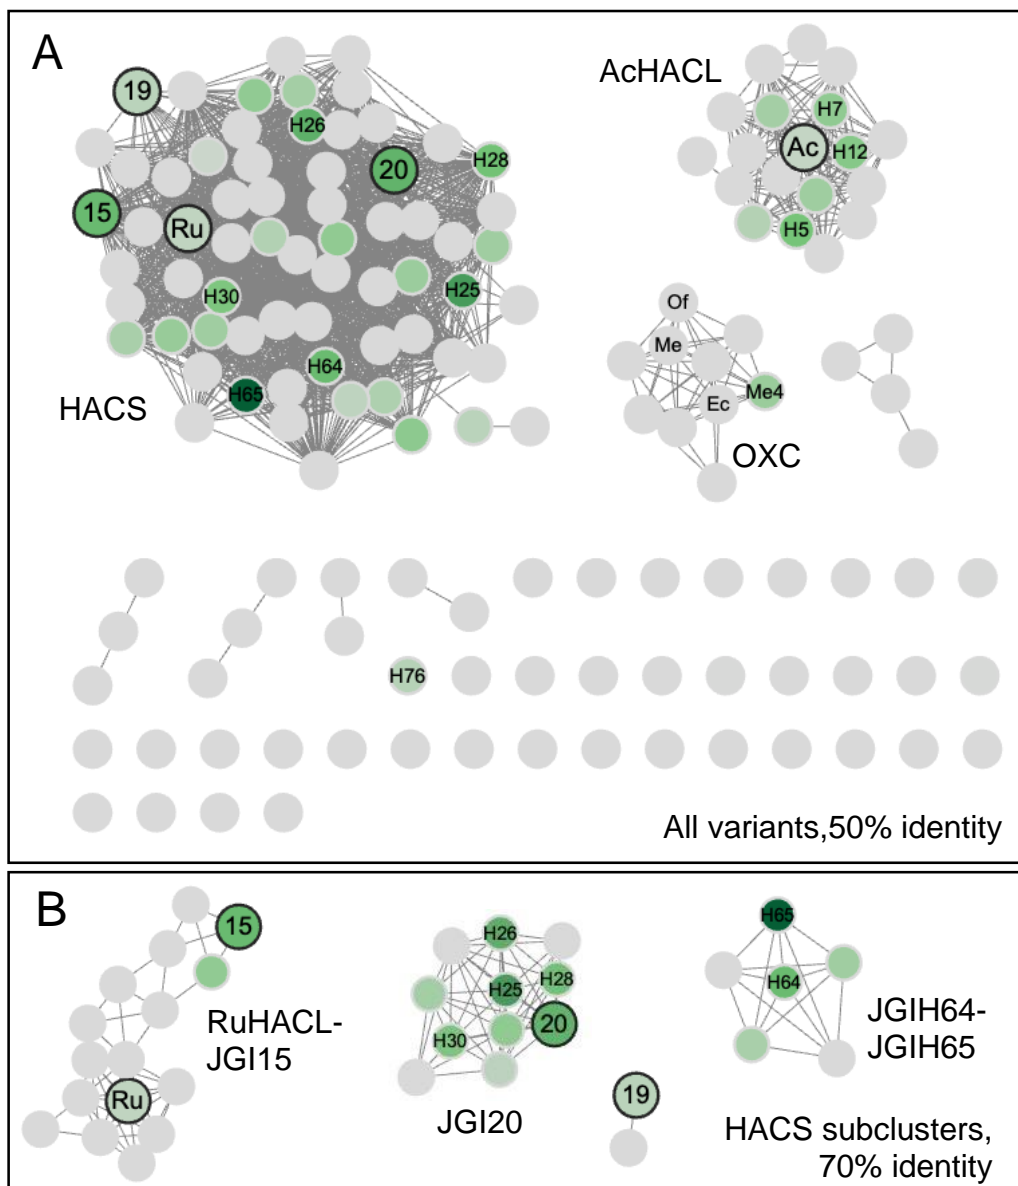 A
19
H26
20
H28
15
Ru
H30
H25
H64
H65
HACS
AcHACL
H7
Ac
H12
H5
Of
Me
Ec
Me4
OXC
H76
All variants,50% identity
B
15
Ru
RuHACL-
JGI15
H26
H25
H28
20
H30
JGI20
19
H65
H64
JGIH64-
JGIH65
HACS subclusters,
70% identity